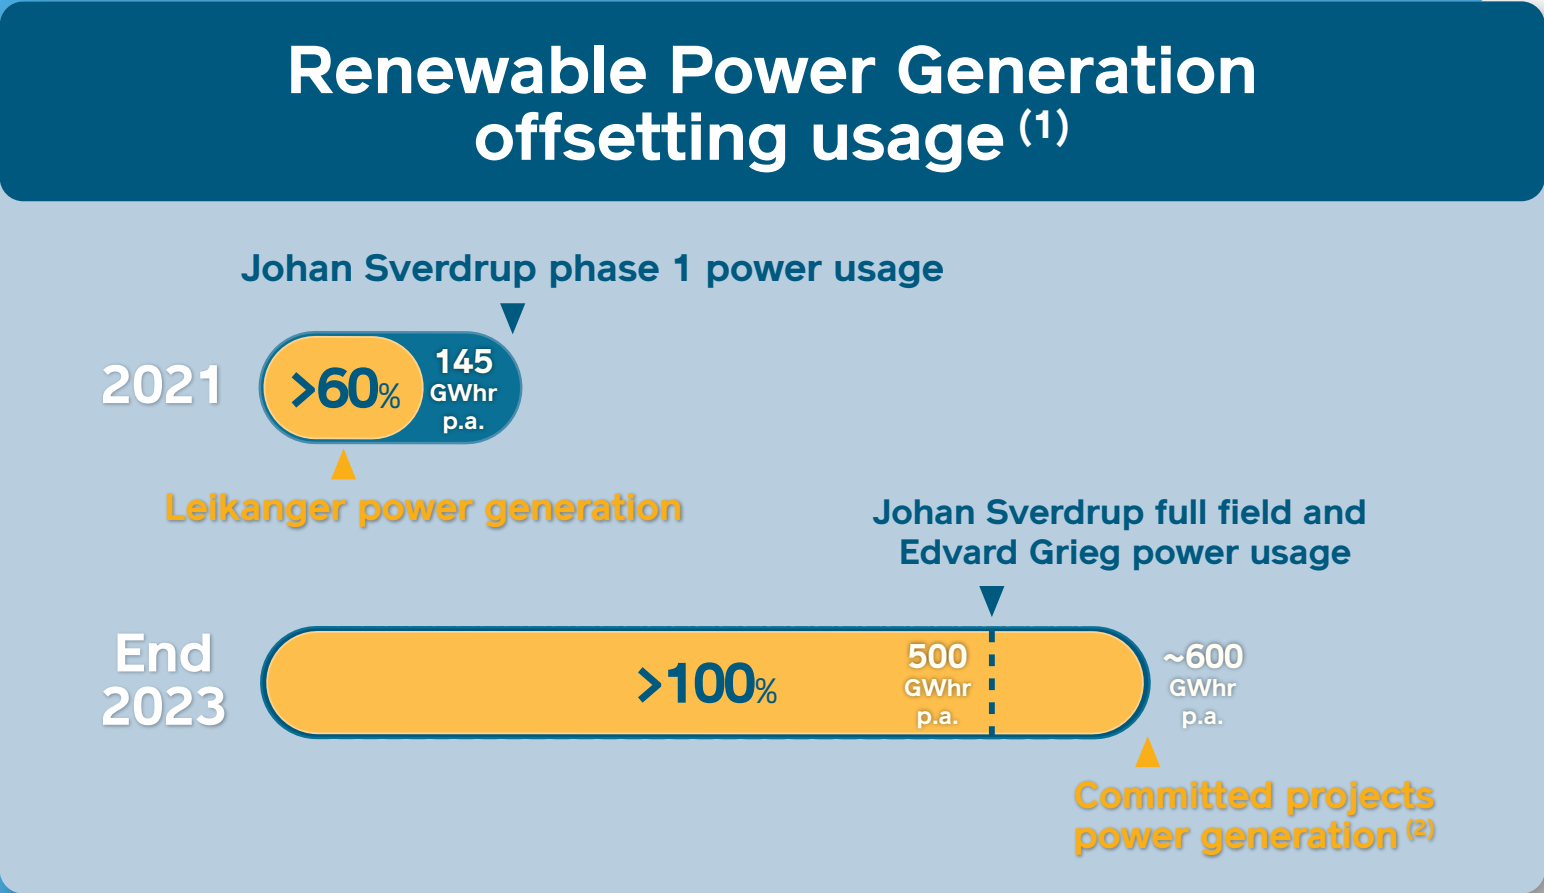 Renewable Power Generation
offsetting usage (1)
Johan Sverdrup phase 1 power usage
2021
>60%
145
GWhr
p.a.
Leikanger power generation
Johan Sverdrup full field and
Edvard Grieg power usage
End
2023
>100%
500
GWhr
p.a.
~600
GWhr
p.a.
Committed projects
power generation (2)